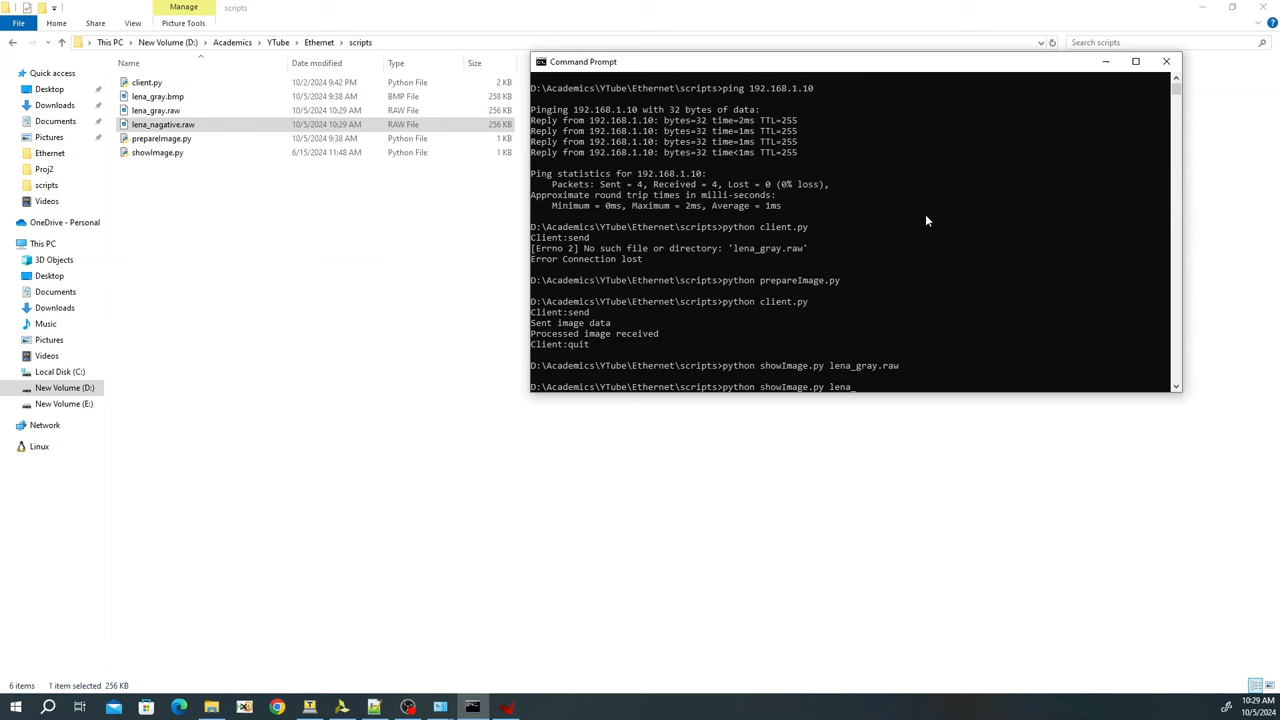 Manage
scripts
File
Home
Share
View
Picture Tools
This PC
New Volume (D:)
Academics
YTube
Ethernet
scripts
Search scripts
Name
Date modified
Type
Size
Quick access
Desktop
Downloads
Documents
Pictures
Ethernet
Proj2
scripts
Videos
OneDrive - Personal
This PC
3D Objects
Desktop
Documents
Downloads
Music
Pictures
Videos
Local Disk (C:)
New Volume (D:)
New Volume (E:)
Network
Linux
client.py 10/2/2024 9:42 PM Python File 2 KB
lena_gray.bmp 10/5/2024 9:38 AM BMP File 258 KB
lena_gray.raw 10/5/2024 10:29 AM RAW File 256 KB
lena_nagative.raw 10/5/2024 10:29 AM RAW File 256 KB
prepareImage.py 10/5/2024 9:38 AM Python File 1 KB
showImage.py 6/15/2024 11:48 AM Python File 1 KB
Command Prompt
D:\Academics\YTube\Ethernet\scripts>ping 192.168.1.10
Pinging 192.168.1.10 with 32 bytes of data:
Reply from 192.168.1.10: bytes=32 time=2ms TTL=255
Reply from 192.168.1.10: bytes=32 time=1ms TTL=255
Reply from 192.168.1.10: bytes=32 time=1ms TTL=255
Reply from 192.168.1.10: bytes=32 time<1ms TTL=255
Ping statistics for 192.168.1.10:
Packets: Sent = 4, Received = 4, Lost = 0 (0% loss),
Approximate round trip times in milli-seconds:
Minimum = 0ms, Maximum = 2ms, Average = 1ms
D:\Academics\YTube\Ethernet\scripts>python client.py
Client:send
[Errno 2] No such file or directory: 'lena_gray.raw'
Error Connection lost
D:\Academics\YTube\Ethernet\scripts>python prepareImage.py
D:\Academics\YTube\Ethernet\scripts>python client.py
Client:send
Sent image data
Processed image received
Client:quit
D:\Academics\YTube\Ethernet\scripts>python showImage.py lena_gray.raw
D:\Academics\YTube\Ethernet\scripts>python showImage.py lena_
6 items
1 item selected 256 KB
10:29 AM
10/5/2024